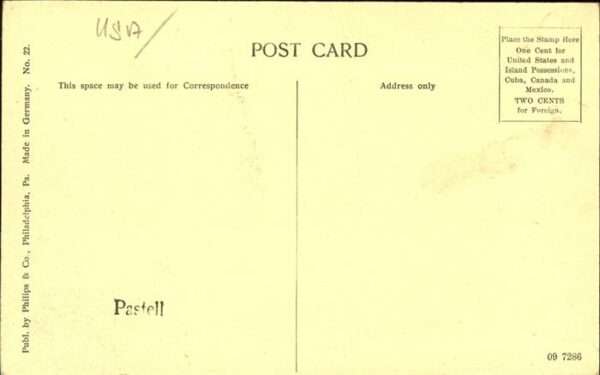 USA/
POST CARD
Place the Stamp Here
One Cent for
United States and
Island Possessions,
Cuba, Canada and
Mexico.
TWO CENTS
for Foreign.
This space may be used for Correspondence
Address only
Publ. by Philips & Co., Philadelphia, Pa. Made in Germany. No. 22.
Pastell
09 7286